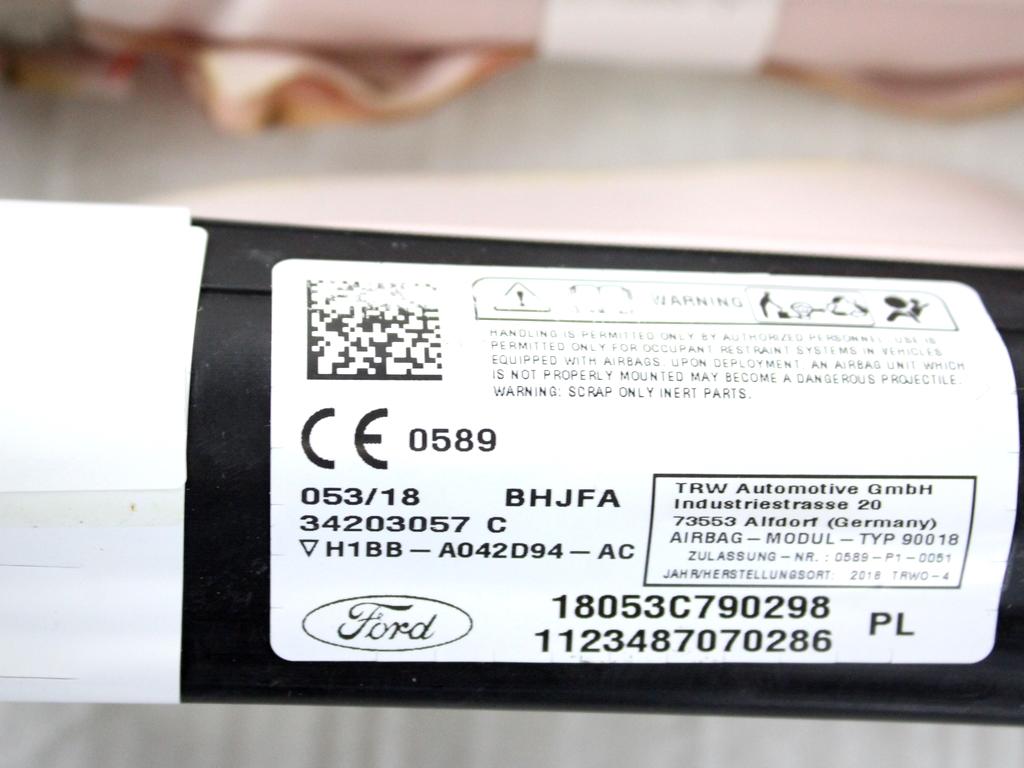 WARNING
HANDLING IS PERMITTED ONLY BY AUTHORIZED PERSONNEL. USE IS
PERMITTED ONLY FOR OCCUPANT RESTRAINT SYSTEMS IN VEHICLES
EQUIPPED WITH AIRBAGS. UPON DEPLOYMENT, AN AIRBAG UNIT WHICH
IS NOT PROPERLY MOUNTED MAY BECOME A DANGEROUS PROJECTILE.
WARNING: SCRAP ONLY INERT PARTS.
CE 0589
053/18 BHJFA
34203057 C
▽H1BB-A042D94-AC
TRW Automotive GmbH
Industriestrasse 20
73553 Alfdorf (Germany)
AIRBAG-MODUL-TYP 90018
ZULASSUNG-NR.: 0589-P1-0051
JAHR/HERSTELLUNGSORT: 2018 TRWO-4
Ford
18053C790298
1123487070286
PL